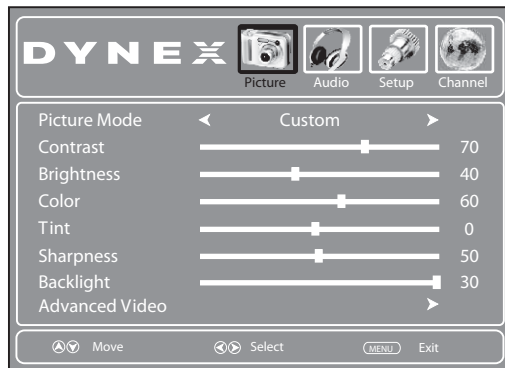 DYNEX
Picture Audio Setup Channel
Picture Mode Custom
Contrast 70
Brightness 40
Color 60
Tint 0
Sharpness 50
Backlight 30
Advanced Video
Move Select MENU Exit